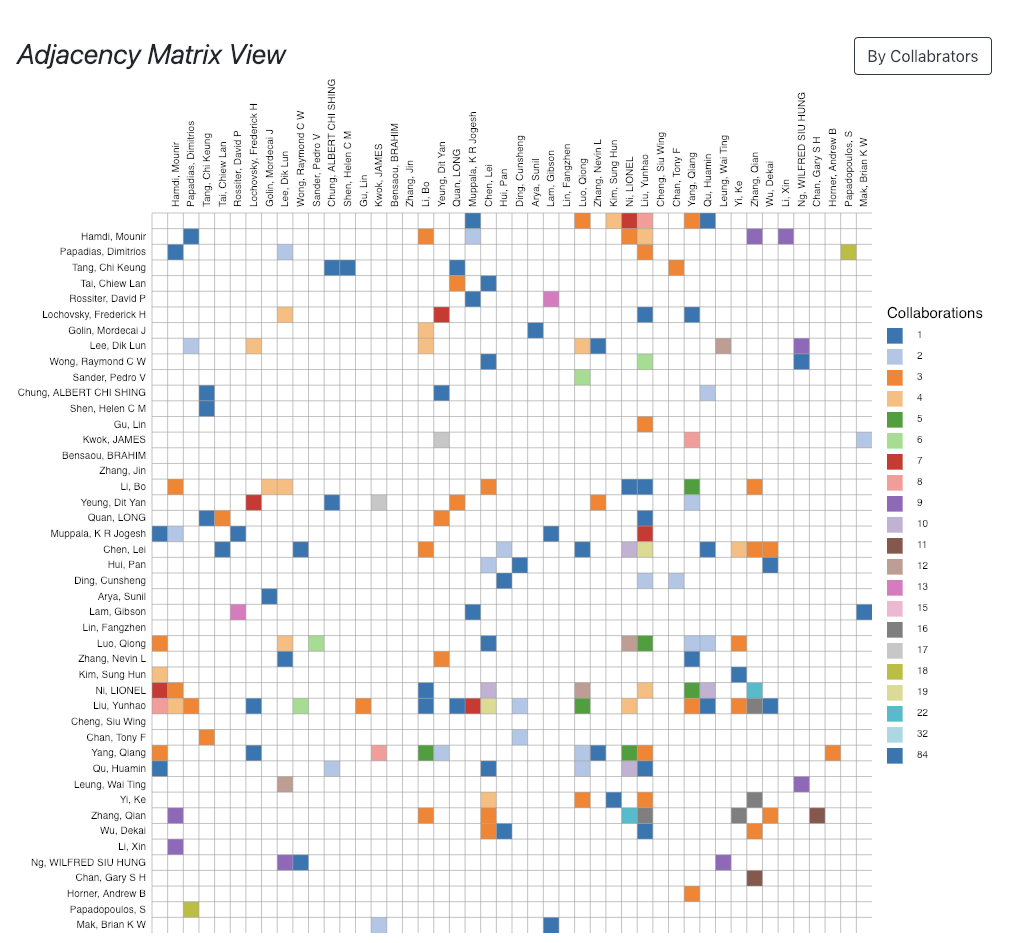 Adjacency Matrix View
By Collabrators
Hamdi, Mounir
Papadias, Dimitrios
Tang, Chi Keung
Tai, Chiew Lan
Rossiter, David P
Lochovsky, Frederick H
Golin, Mordecai J
Lee, Dik Lun
Wong, Raymond C W
Sander, Pedro V
Chung, ALBERT CHI SHING
Shen, Helen C M
Gu, Lin
Kwok, JAMES
Bensaou, BRAHIM
Zhang, Jin
Li, Bo
Yeung, Dit Yan
Quan, LONG
Muppala, K R Jogesh
Chen, Lei
Hui, Pan
Ding, Cunsheng
Arya, Sunil
Lam, Gibson
Lin, Fangzhen
Luo, Qiong
Zhang, Nevin L
Kim, Sung Hun
Ni, LIONEL
Liu, Yunhao
Cheng, Siu Wing
Chan, Tony F
Yang, Qiang
Qu, Huamin
Leung, Wai Ting
Yi, Ke
Zhang, Qian
Wu, Dekai
Li, Xin
Ng, WILFRED SIU HUNG
Chan, Gary S H
Horner, Andrew B
Papadopoulos, S
Mak, Brian K W
Hamdi, Mounir
Papadias, Dimitrios
Tang, Chi Keung
Tai, Chiew Lan
Rossiter, David P
Lochovsky, Frederick H
Golin, Mordecai J
Lee, Dik Lun
Wong, Raymond C W
Sander, Pedro V
Chung, ALBERT CHI SHING
Shen, Helen C M
Gu, Lin
Kwok, JAMES
Bensaou, BRAHIM
Zhang, Jin
Li, Bo
Yeung, Dit Yan
Quan, LONG
Muppala, K R Jogesh
Chen, Lei
Hui, Pan
Ding, Cunsheng
Arya, Sunil
Lam, Gibson
Lin, Fangzhen
Luo, Qiong
Zhang, Nevin L
Kim, Sung Hun
Ni, LIONEL
Liu, Yunhao
Cheng, Siu Wing
Chan, Tony F
Yang, Qiang
Qu, Huamin
Leung, Wai Ting
Yi, Ke
Zhang, Qian
Wu, Dekai
Li, Xin
Ng, WILFRED SIU HUNG
Chan, Gary S H
Horner, Andrew B
Papadopoulos, S
Mak, Brian K W
Collaborations
1
2
3
4
5
6
7
8
9
10
11
12
13
15
16
17
18
19
22
32
84